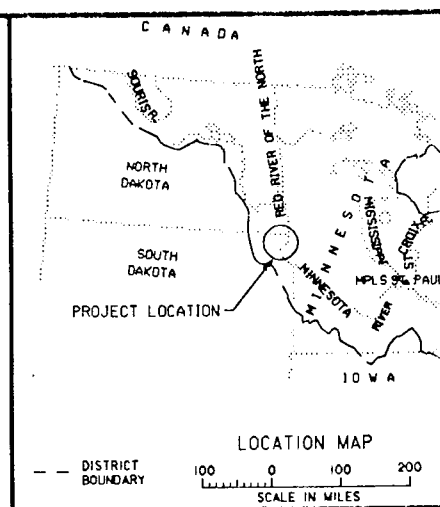 CANADA
SOURIS R.
RED RIVER OF THE NORTH
NORTH
DAKOTA
SOUTH
DAKOTA
MINNESOTA
MISSISSIPPI
ST CROIX R.
MPLS
ST. PAUL
MINNESOTA
RIVER
PROJECT LOCATION
IOWA
LOCATION MAP
DISTRICT
BOUNDARY
100 0 100 200
SCALE IN MILES